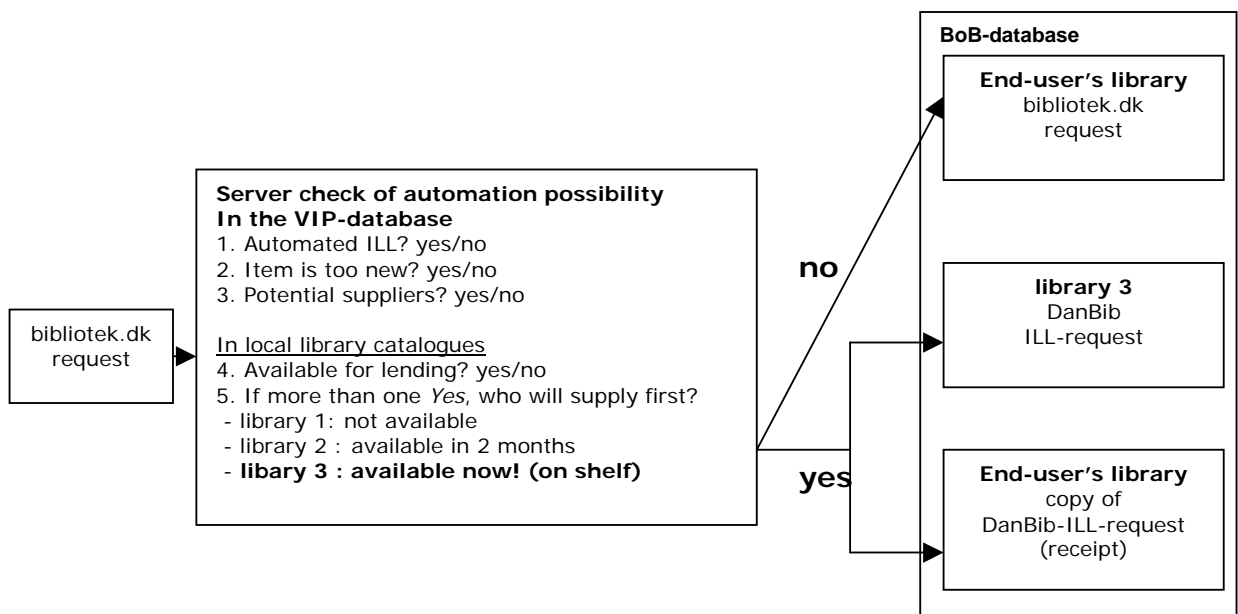 bibliotek.dk
request
Server check of automation possibility
In the VIP-database
1. Automated ILL? yes/no
2. Item is too new? yes/no
3. Potential suppliers? yes/no
In local library catalogues
4. Available for lending? yes/no
5. If more than one Yes, who will supply first?
- library 1: not available
- library 2 : available in 2 months
- libary 3 : available now! (on shelf)
no
yes
BoB-database
End-user's library
bibliotek.dk
request
library 3
DanBib
ILL-request
End-user's library
copy of
DanBib-ILL-request
(receipt)